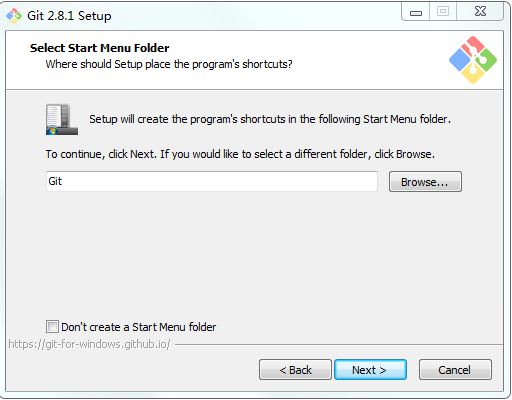 Git 2.8.1 Setup
Select Start Menu Folder
Where should Setup place the program's shortcuts?
Setup will create the program's shortcuts in the following Start Menu folder.
To continue, click Next. If you would like to select a different folder, click Browse.
Git
Browse...
Don't create a Start Menu folder
https://git-for-windows.github.io/
< Back
Next >
Cancel